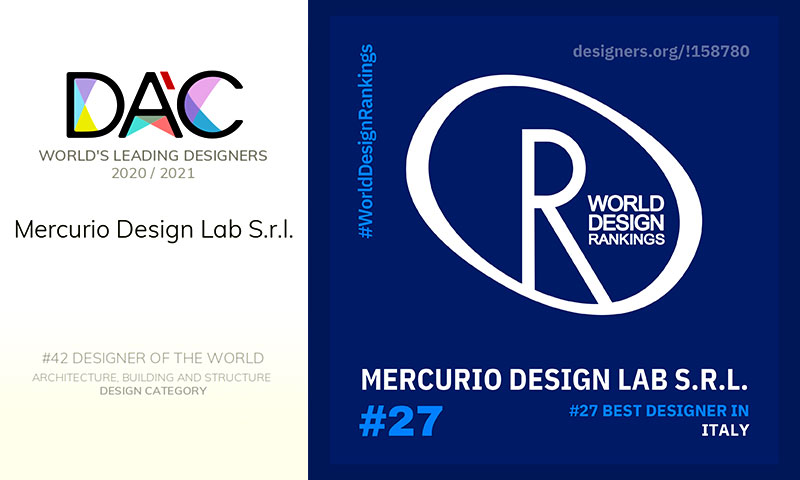 DA'C
WORLD'S LEADING DESIGNERS
2020 / 2021
Mercurio Design Lab S.r.l.
#42 DESIGNER OF THE WORLD
ARCHITECTURE, BUILDING AND STRUCTURE
DESIGN CATEGORY
designers.org/!158780
#WorldDesignRankings
R
WORLD
DESIGN
RANKINGS
MERCURIO DESIGN LAB S.R.L.
#27
#27 BEST DESIGNER IN
ITALY